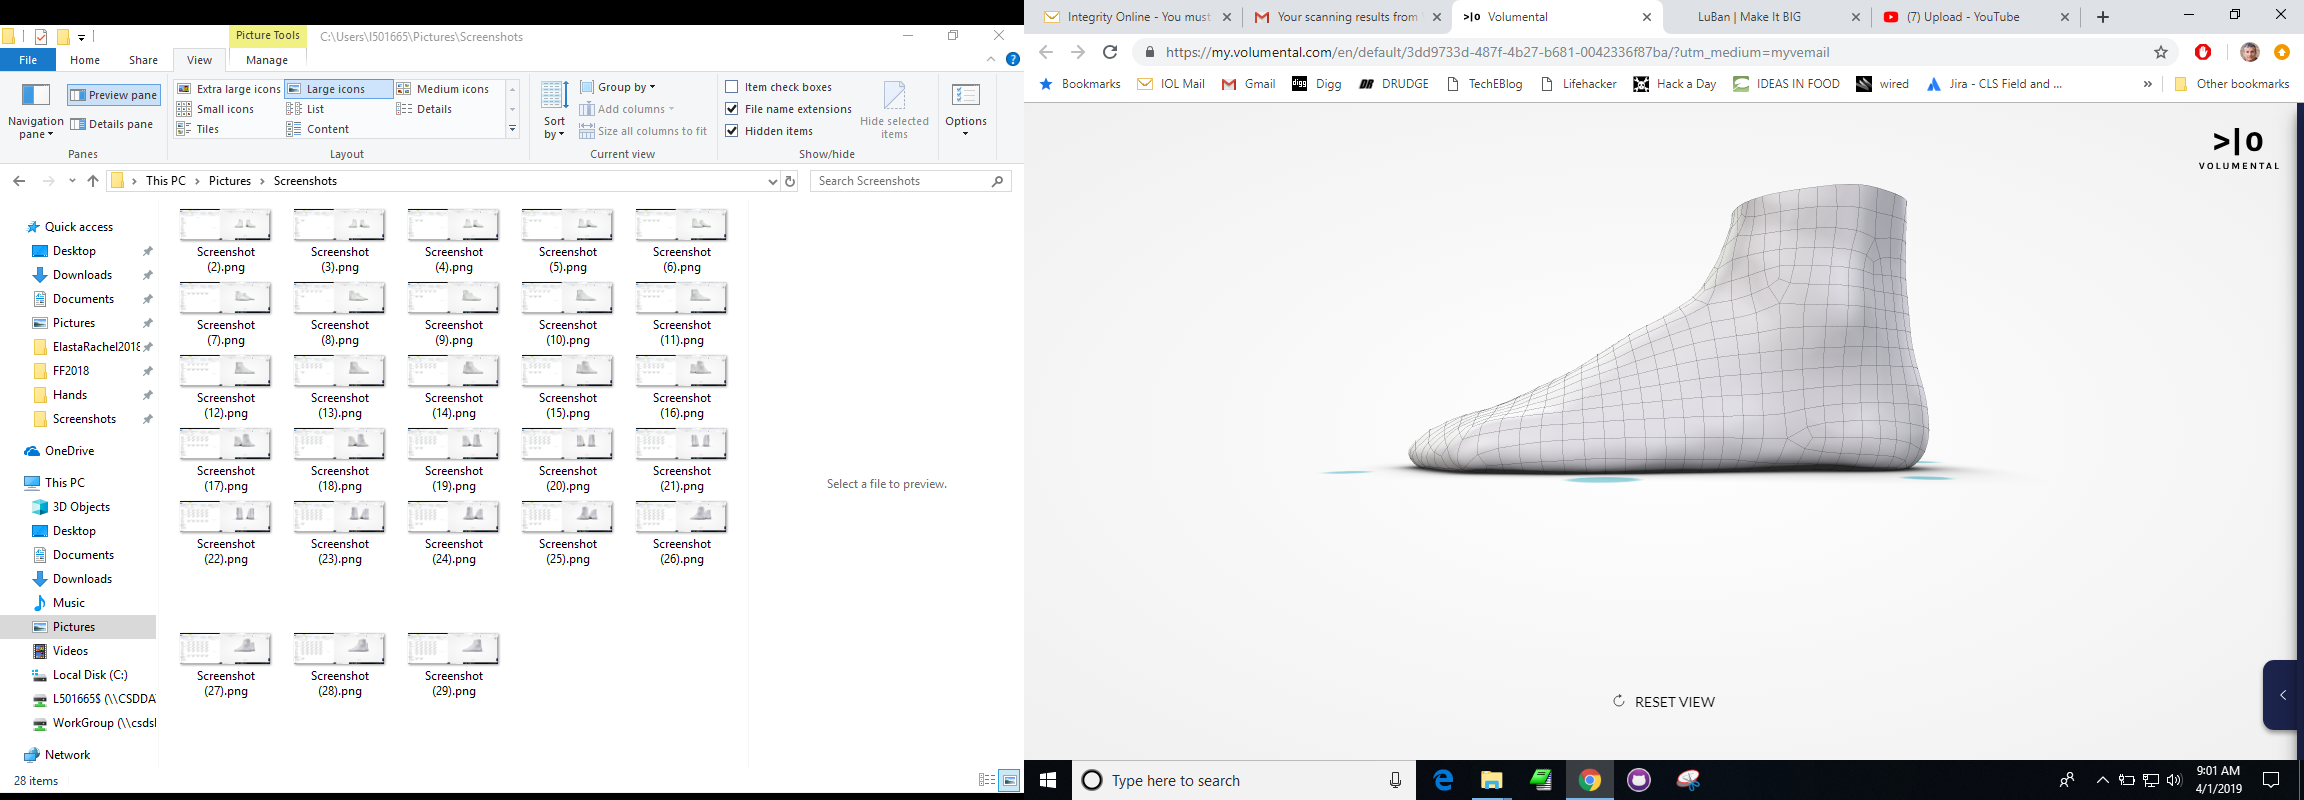 Picture Tools
C:\Users\I501665\Pictures\Screenshots
File
Home
Share
View
Manage
Navigation pane
Preview pane
Details pane
Panes
Extra large icons
Large icons
Medium icons
Small icons
List
Details
Tiles
Content
Layout
Sort by
Group by
Add columns
Size all columns to fit
Current view
Item check boxes
File name extensions
Hidden items
Hide selected items
Show/hide
Options
This PC
Pictures
Screenshots
Search Screenshots
Quick access
Desktop
Downloads
Documents
Pictures
ElastaRachel2018
FF2018
Hands
Screenshots
OneDrive
This PC
3D Objects
Desktop
Documents
Downloads
Music
Pictures
Videos
Local Disk (C:)
L501665$ (\\CSDDA
WorkGroup (\\csdsl
Network
Screenshot (2).png
Screenshot (3).png
Screenshot (4).png
Screenshot (5).png
Screenshot (6).png
Screenshot (7).png
Screenshot (8).png
Screenshot (9).png
Screenshot (10).png
Screenshot (11).png
Screenshot (12).png
Screenshot (13).png
Screenshot (14).png
Screenshot (15).png
Screenshot (16).png
Screenshot (17).png
Screenshot (18).png
Screenshot (19).png
Screenshot (20).png
Screenshot (21).png
Screenshot (22).png
Screenshot (23).png
Screenshot (24).png
Screenshot (25).png
Screenshot (26).png
Screenshot (27).png
Screenshot (28).png
Screenshot (29).png
Select a file to preview.
28 items
Integrity Online - You must
Your scanning results from
>|o Volumental
LuBan | Make It BIG
(7) Upload - YouTube
https://my.volumental.com/en/default/3dd9733d-487f-4b27-b681-0042336f87ba/?utm_medium=myvemail
Bookmarks
IOL Mail
Gmail
digg Digg
DR DRUDGE
TechEBlog
Lifehacker
Hack a Day
IDEAS IN FOOD
wired
Jira - CLS Field and ...
»
Other bookmarks
>|o
VOLUMENTAL
RESET VIEW
Type here to search
9:01 AM
4/1/2019